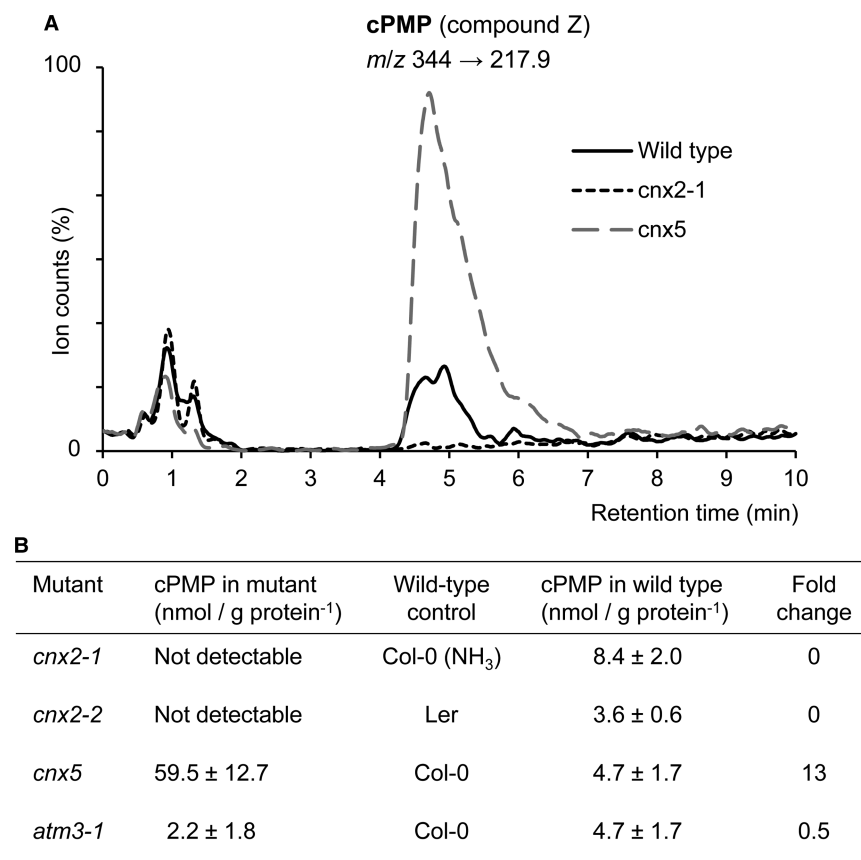 A
cPMP (compound Z)
m/z 344 → 217.9
100
Ion counts (%)
0
Wild type
cnx2-1
cnx5
0 1 2 3 4 5 6 7 8 9 10
Retention time (min)
B
Mutant cPMP in mutant (nmol / g protein⁻¹) Wild-type control cPMP in wild type (nmol / g protein⁻¹) Fold change
cnx2-1 Not detectable Col-0 (NH₃) 8.4 ± 2.0 0
cnx2-2 Not detectable Ler 3.6 ± 0.6 0
cnx5 59.5 ± 12.7 Col-0 4.7 ± 1.7 13
atm3-1 2.2 ± 1.8 Col-0 4.7 ± 1.7 0.5